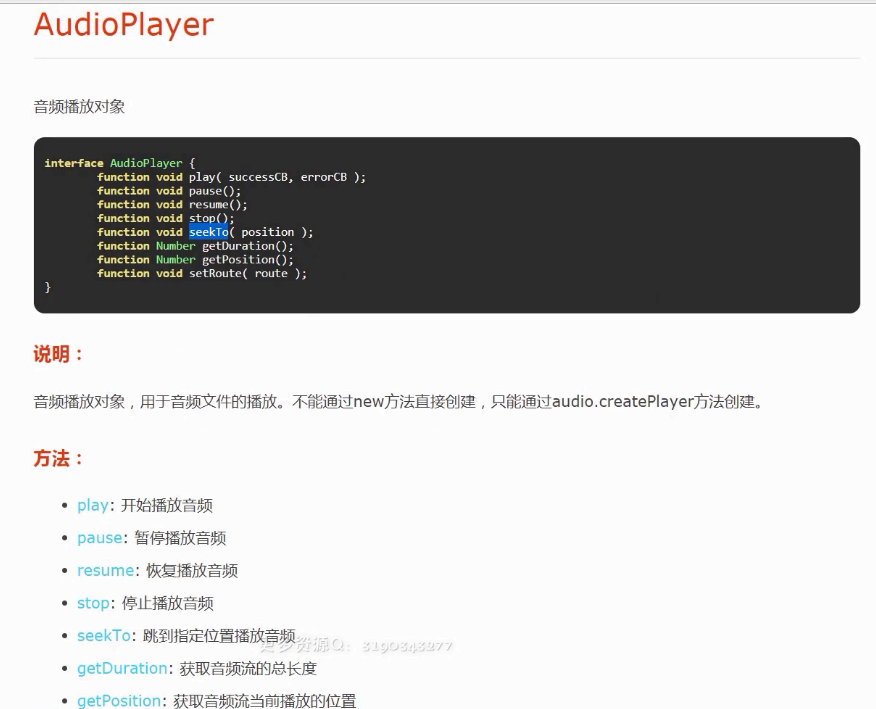 AudioPlayer
音频播放对象
interface AudioPlayer {
function void play( successCB, errorCB );
function void pause();
function void resume();
function void stop();
function void seekTo( position );
function Number getDuration();
function Number getPosition();
function void setRoute( route );
}
说明：
音频播放对象，用于音频文件的播放。不能通过new方法直接创建，只能通过audio.createPlayer方法创建。
方法：
• play: 开始播放音频
• pause: 暂停播放音频
• resume: 恢复播放音频
• stop: 停止播放音频
• seekTo: 跳到指定位置播放音频
更多资源Q:
• getDuration: 获取音频流的总长度
• getPosition: 获取音频流当前播放的位置